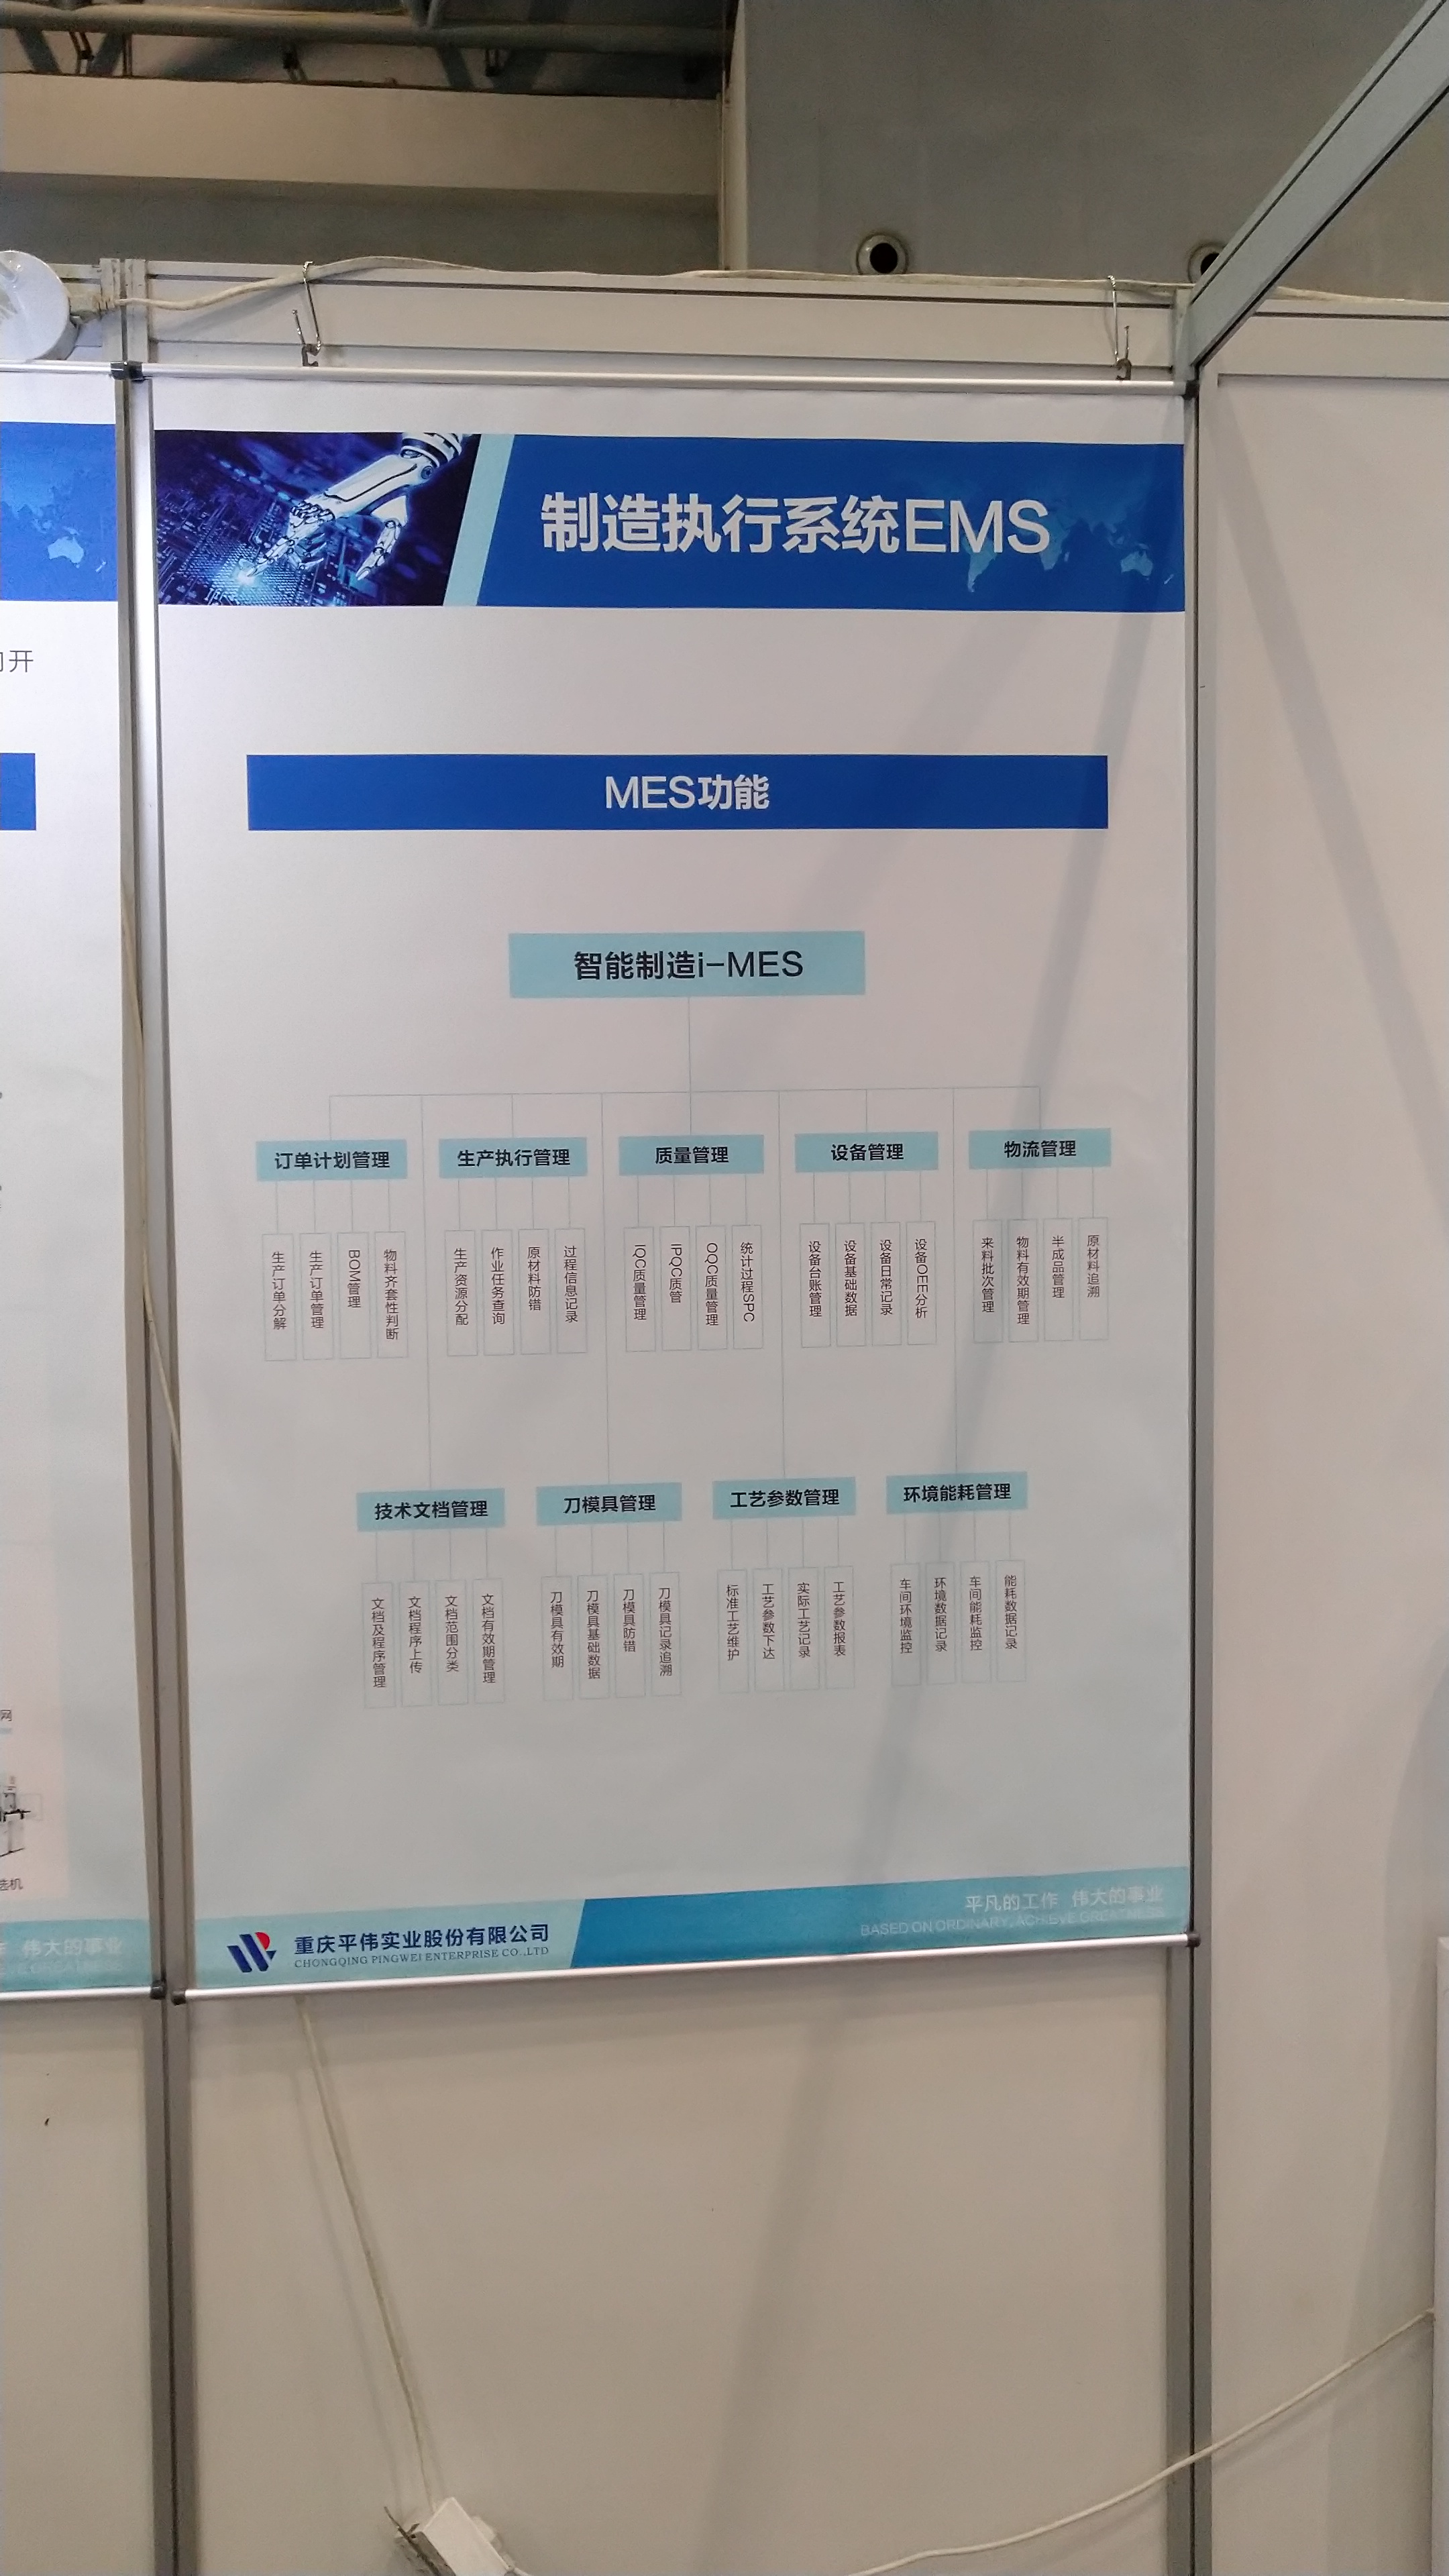 制造执行系统EMS
向开
MES功能
智能制造i-MES
订单计划管理
生产执行管理
质量管理
设备管理
物流管理
生产订单分解
生产订单管理
BOM管理
物料齐套性判断
生产资源分配
作业任务查询
原材料防错
过程信息记录
IQC质量管理
IPQC质管
OQC质量管理
统计过程SPC
设备台账管理
设备基础数据
设备日常记录
设备OEE分析
来料批次管理
物料有效期管理
半成品管理
原材料追溯
技术文档管理
刀模具管理
工艺参数管理
环境能耗管理
文档及程序管理
文档程序上传
文档范围分类
文档有效期管理
刀模具有效期
刀模具基础数据
刀模具防错
刀模具记录追溯
标准工艺维护
工艺参数下达
实际工艺记录
工艺参数报表
车间环境监控
环境数据记录
车间能耗监控
能耗数据记录
网
选机
作 伟大的事业
重庆平伟实业股份有限公司
CHONGQING PINGWEI ENTERPRISE CO.,LTD
平凡的工作 伟大的事业
BASED ON ORDINARY, ACHIEVE GREATNESS